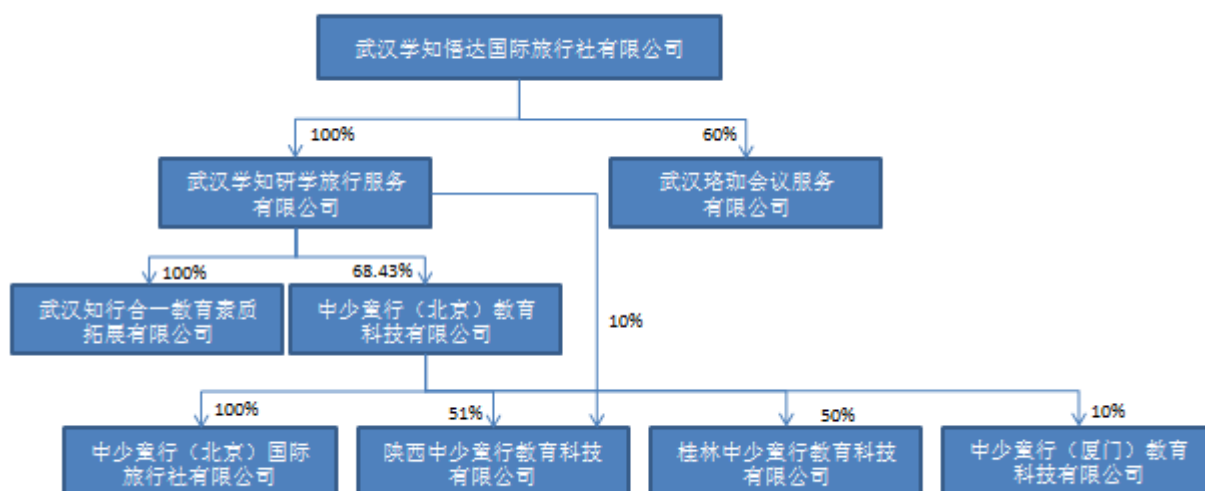 武汉学知悟达国际旅行社有限公司
100%
60%
武汉学知研学旅行服务
有限公司
武汉珞珈会议服务
有限公司
100%
68.43%
10%
武汉知行合一教育素质
拓展有限公司
中少童行（北京）教育
科技有限公司
100%
51%
50%
10%
中少童行（北京）国际
旅行社有限公司
陕西中少童行教育科技
有限公司
桂林中少童行教育科技
有限公司
中少童行（厦门）教育
科技有限公司